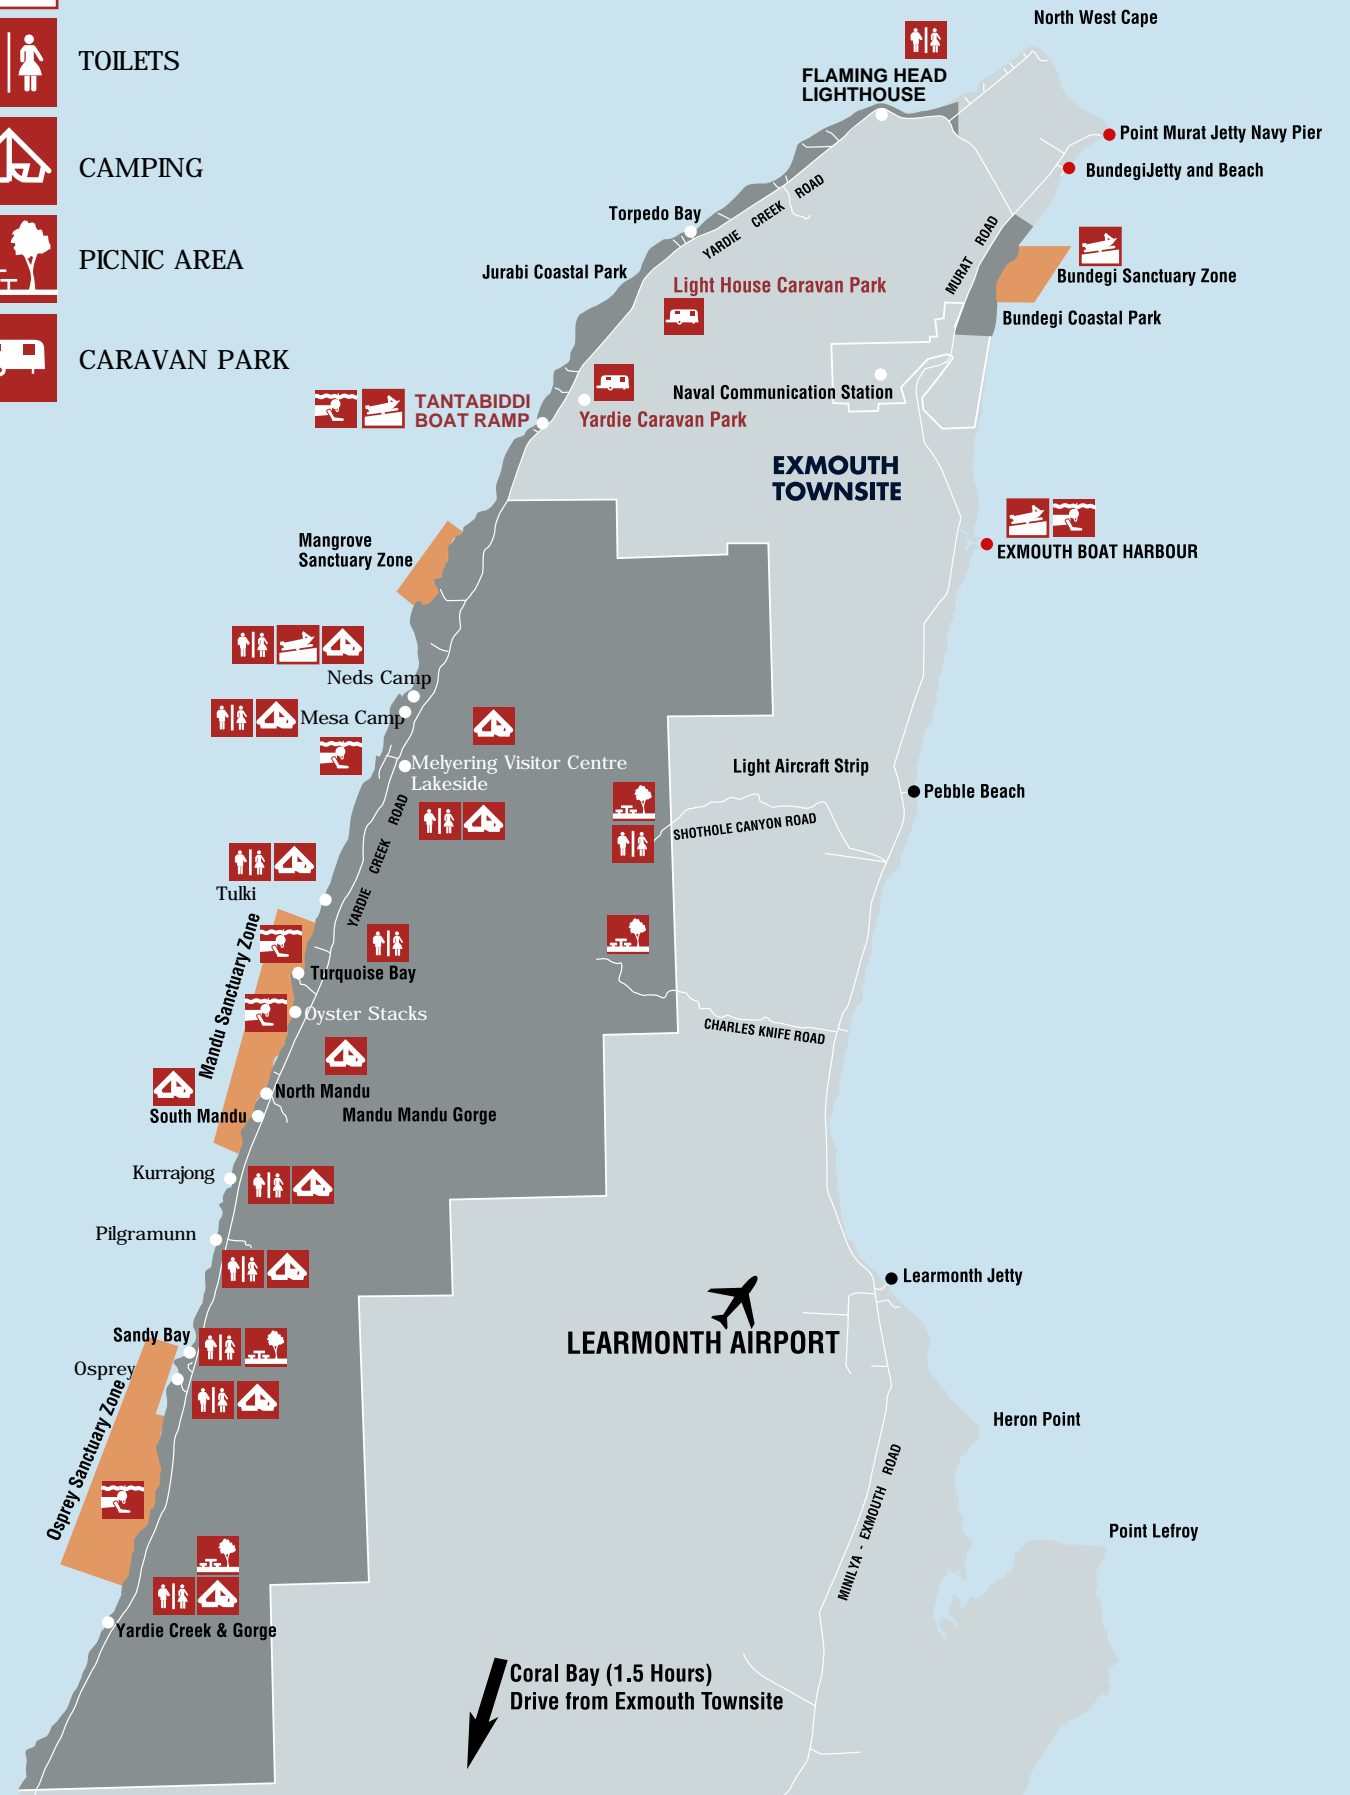 TOILETS
CAMPING
PICNIC AREA
CARAVAN PARK
North West Cape
FLAMING HEAD
LIGHTHOUSE
Point Murat Jetty Navy Pier
BundegiJetty and Beach
Torpedo Bay
YARDIE CREEK ROAD
MURAT ROAD
Jurabi Coastal Park
Light House Caravan Park
Bundegi Sanctuary Zone
Bundegi Coastal Park
Naval Communication Station
TANTABIDDI
BOAT RAMP
Yardie Caravan Park
EXMOUTH
TOWNSITE
Mangrove
Sanctuary Zone
EXMOUTH BOAT HARBOUR
Neds Camp
Mesa Camp
Melyering Visitor Centre
Lakeside
Light Aircraft Strip
Pebble Beach
SHOTHOLE CANYON ROAD
YARDIE CREEK ROAD
Tulki
Mandu Sanctuary Zone
Turquoise Bay
Oyster Stacks
CHARLES KNIFE ROAD
North Mandu
South Mandu
Mandu Mandu Gorge
Kurrajong
Pilgramunn
Learmonth Jetty
LEARMONTH AIRPORT
Sandy Bay
Osprey
Osprey Sanctuary Zone
Heron Point
MINILYA - EXMOUTH ROAD
Point Lefroy
Yardie Creek & Gorge
Coral Bay (1.5 Hours)
Drive from Exmouth Townsite